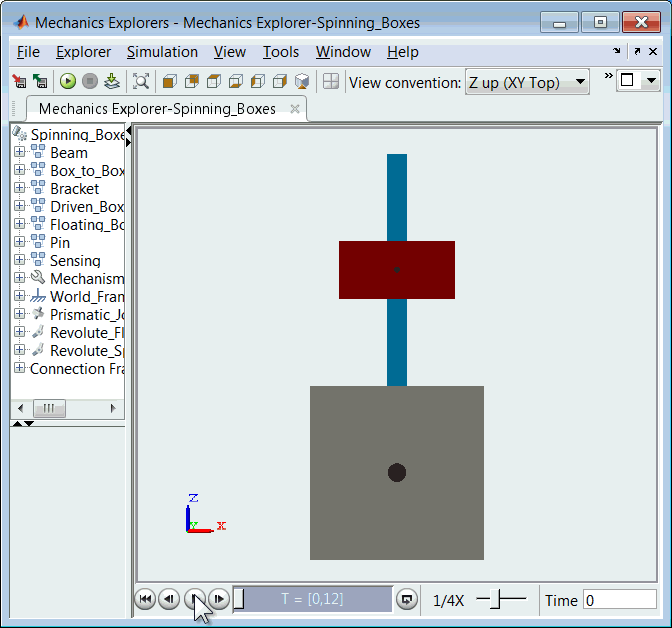 Mechanics Explorers - Mechanics Explorer-Spinning_Boxes
File Explorer Simulation View Tools Window Help
View convention: Z up (XY Top) »
Mechanics Explorer-Spinning_Boxes
Spinning_Boxe
Beam
Box_to_Box
Bracket
Driven_Box
Floating_Bo
Pin
Sensing
Mechanism
World_Fram
Prismatic_Jo
Revolute_Fl
Revolute_Sp
Connection Fra
Z
Y X
T = [0,12] 1/4X Time 0